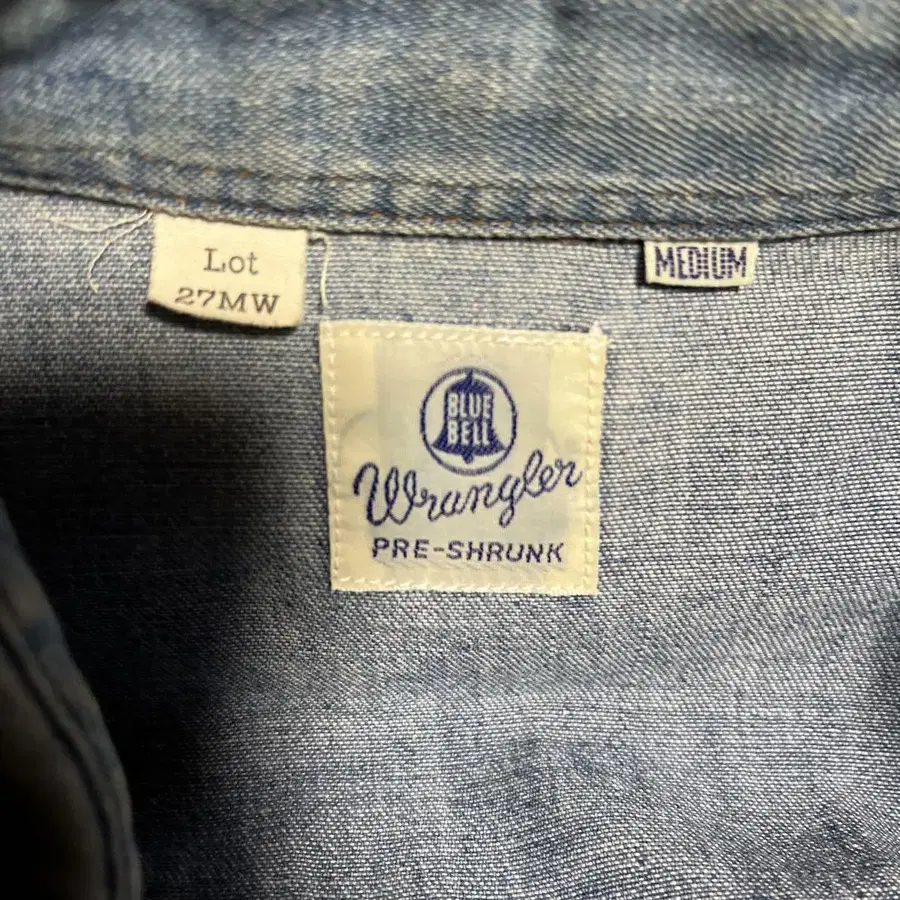 Lot
27MW
MEDIUM
BLUE
BELL
Wrangler
PRE-SHRUNK